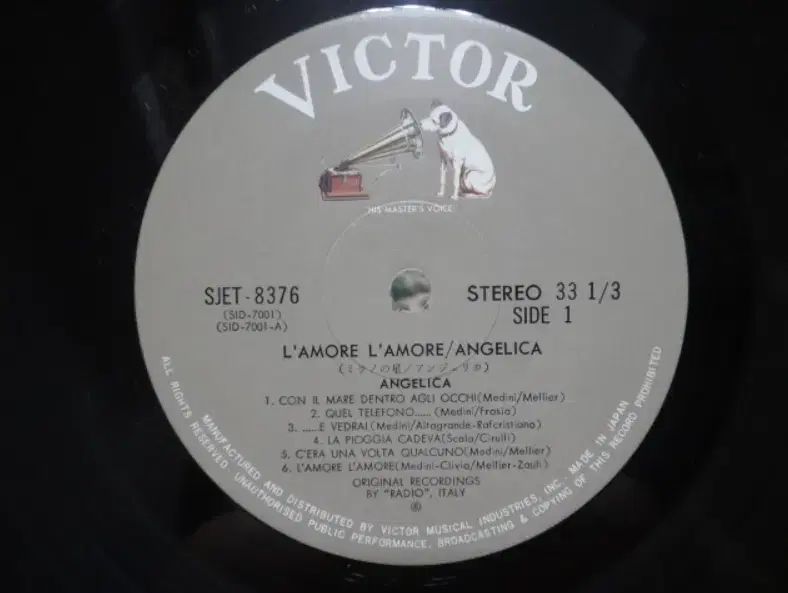 VICTOR
HIS MASTER'S VOICE
SJET-8376
(SID-7001)
(SID-7001-A)
STEREO 33 1/3
SIDE 1
L'AMORE L'AMORE/ANGELICA
(ミラノの星/アンジェリカ)
ANGELICA
1. CON IL MARE DENTRO AGLI OCCHI(Medini/Mellier)
2. QUEL TELEFONO..... (Medini/Frasia)
3. .....E VEDRAI(Medini/Altagrande-Rafcristiano)
4. LA PIOGGIA CADEVA(Scala/Cirulli)
5. C'ERA UNA VOLTA QUALCUNO(Medini/Mellier)
6. L'AMORE L'AMORE(Medini-Clivia/Mellier-Zauli)
ORIGINAL RECORDINGS
BY "RADIO", ITALY
MANUFACTURED AND DISTRIBUTED BY VICTOR MUSICAL INDUSTRIES, INC. MADE IN JAPAN
ALL RIGHTS RESERVED. UNAUTHORISED PUBLIC PERFORMANCE, BROADCASTING & COPYING OF THIS RECORD PROHIBITED